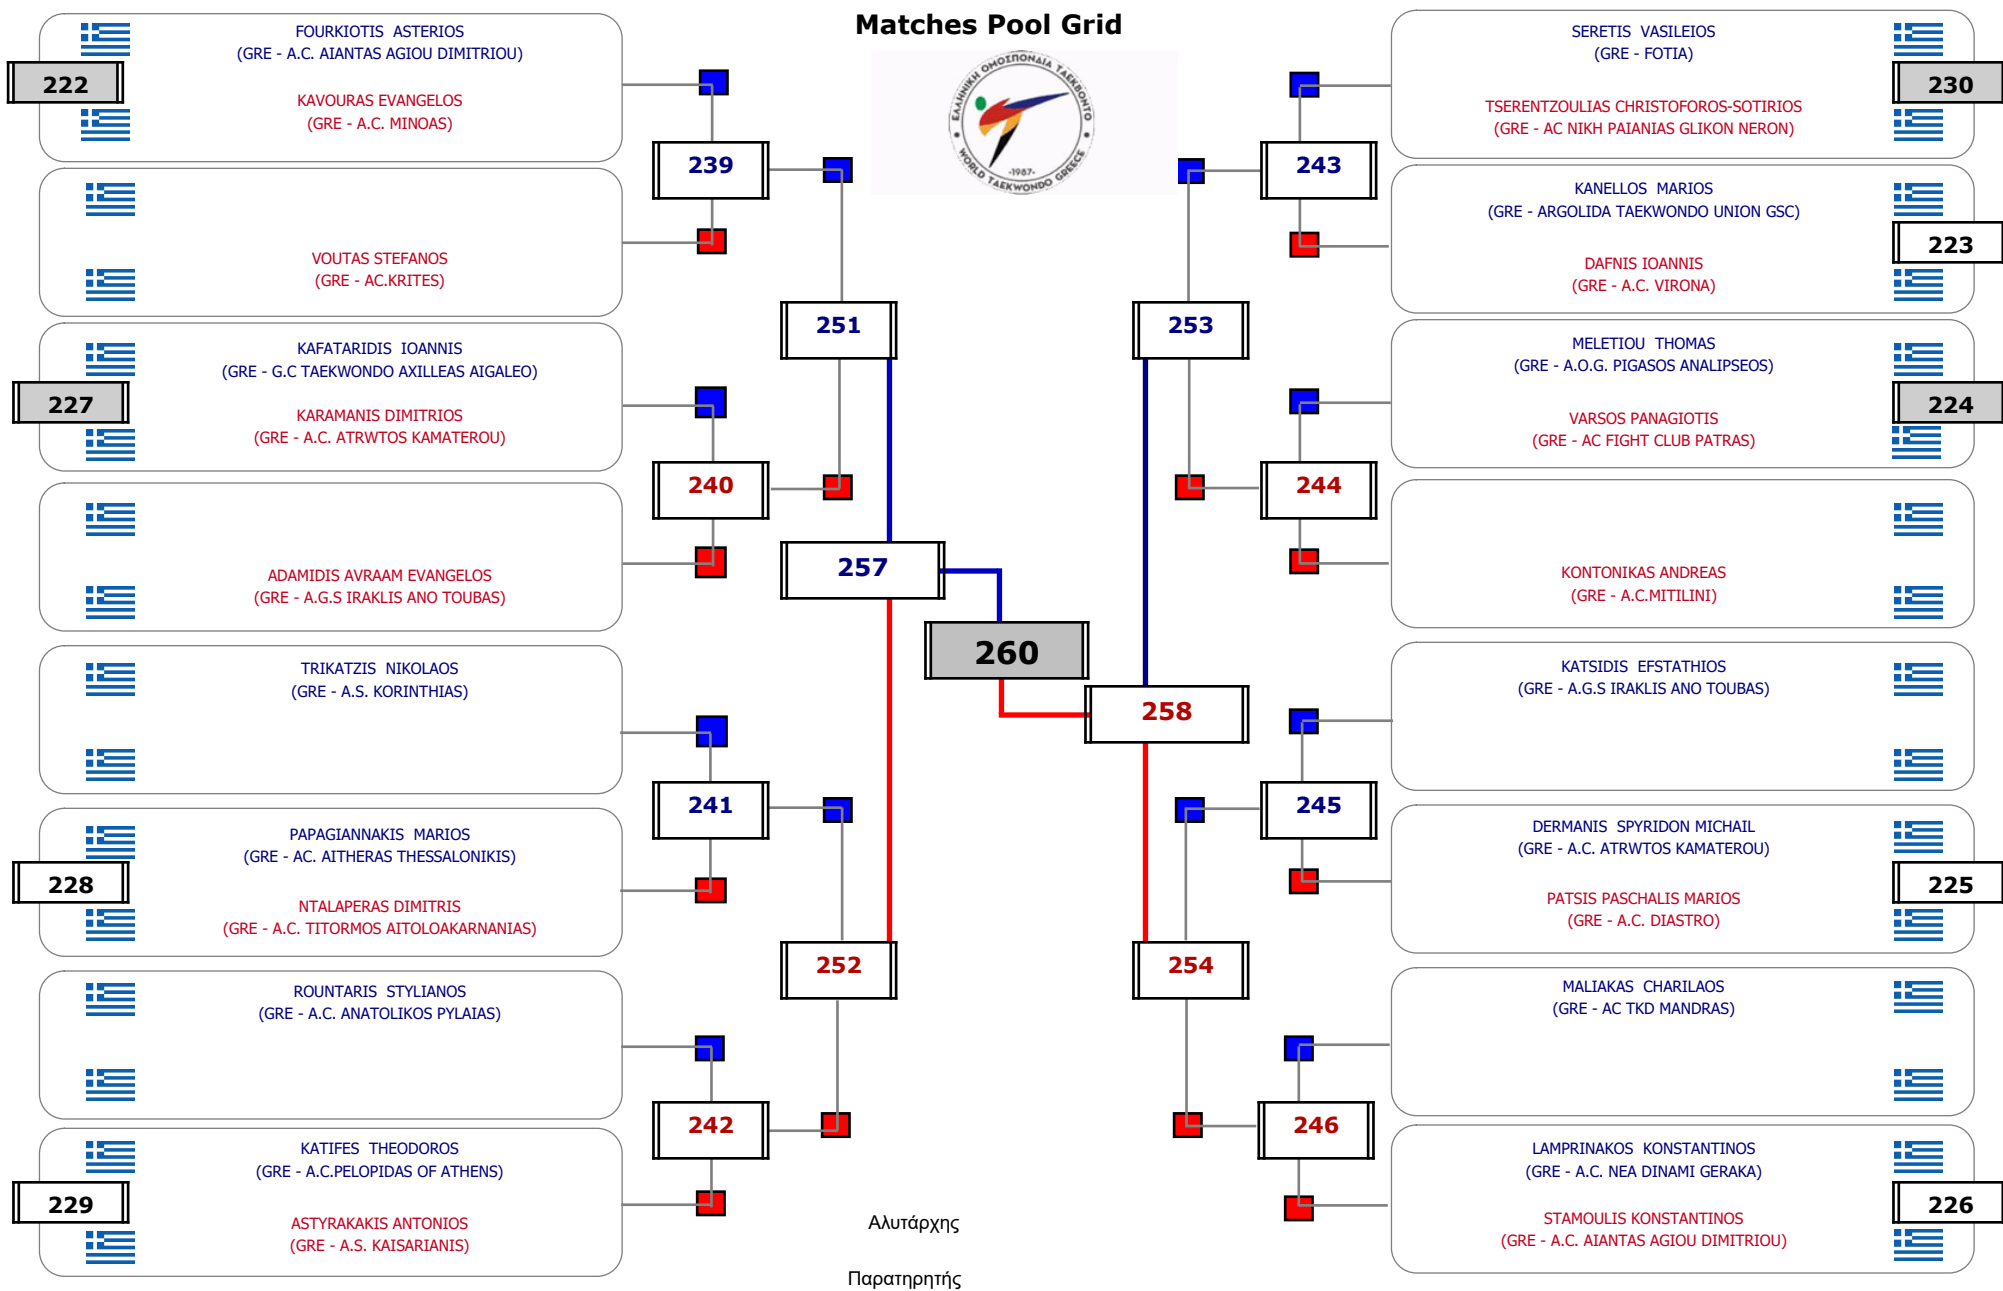 Matches Pool Grid
ΕΛΛΗΝΙΚΗ ΟΜΟΣΠΟΝΔΙΑ ΤΑΕΚΒΟΝΤΟ
·1987·
WORLD TAEKWONDO GREECE
222
FOURKIOTIS ASTERIOS
(GRE - A.C. AIANTAS AGIOU DIMITRIOU)
KAVOURAS EVANGELOS
(GRE - A.C. MINOAS)
VOUTAS STEFANOS
(GRE - AC.KRITES)
227
KAFATARIDIS IOANNIS
(GRE - G.C TAEKWONDO AXILLEAS AIGALEO)
KARAMANIS DIMITRIOS
(GRE - A.C. ATRWTOS KAMATEROU)
ADAMIDIS AVRAAM EVANGELOS
(GRE - A.G.S IRAKLIS ANO TOUBAS)
TRIKATZIS NIKOLAOS
(GRE - A.S. KORINTHIAS)
228
PAPAGIANNAKIS MARIOS
(GRE - AC. AITHERAS THESSALONIKIS)
NTALAPERAS DIMITRIS
(GRE - A.C. TITORMOS AITOLOAKARNANIAS)
ROUNTARIS STYLIANOS
(GRE - A.C. ANATOLIKOS PYLAIAS)
229
KATIFES THEODOROS
(GRE - A.C.PELOPIDAS OF ATHENS)
ASTYRAKAKIS ANTONIOS
(GRE - A.S. KAISARIANIS)
239
240
241
242
251
252
257
260
258
253
254
243
244
245
246
SERETIS VASILEIOS
(GRE - FOTIA)
230
TSERENTZOULIAS CHRISTOFOROS-SOTIRIOS
(GRE - AC NIKH PAIANIAS GLIKON NERON)
KANELLOS MARIOS
(GRE - ARGOLIDA TAEKWONDO UNION GSC)
223
DAFNIS IOANNIS
(GRE - A.C. VIRONA)
MELETIOU THOMAS
(GRE - A.O.G. PIGASOS ANALIPSEOS)
224
VARSOS PANAGIOTIS
(GRE - AC FIGHT CLUB PATRAS)
KONTONIKAS ANDREAS
(GRE - A.C.MITILINI)
KATSIDIS EFSTATHIOS
(GRE - A.G.S IRAKLIS ANO TOUBAS)
DERMANIS SPYRIDON MICHAIL
(GRE - A.C. ATRWTOS KAMATEROU)
225
PATSIS PASCHALIS MARIOS
(GRE - A.C. DIASTRO)
MALIAKAS CHARILAOS
(GRE - AC TKD MANDRAS)
LAMPRINAKOS KONSTANTINOS
(GRE - A.C. NEA DINAMI GERAKA)
226
STAMOULIS KONSTANTINOS
(GRE - A.C. AIANTAS AGIOU DIMITRIOU)
Αλυτάρχης
Παρατηρητής